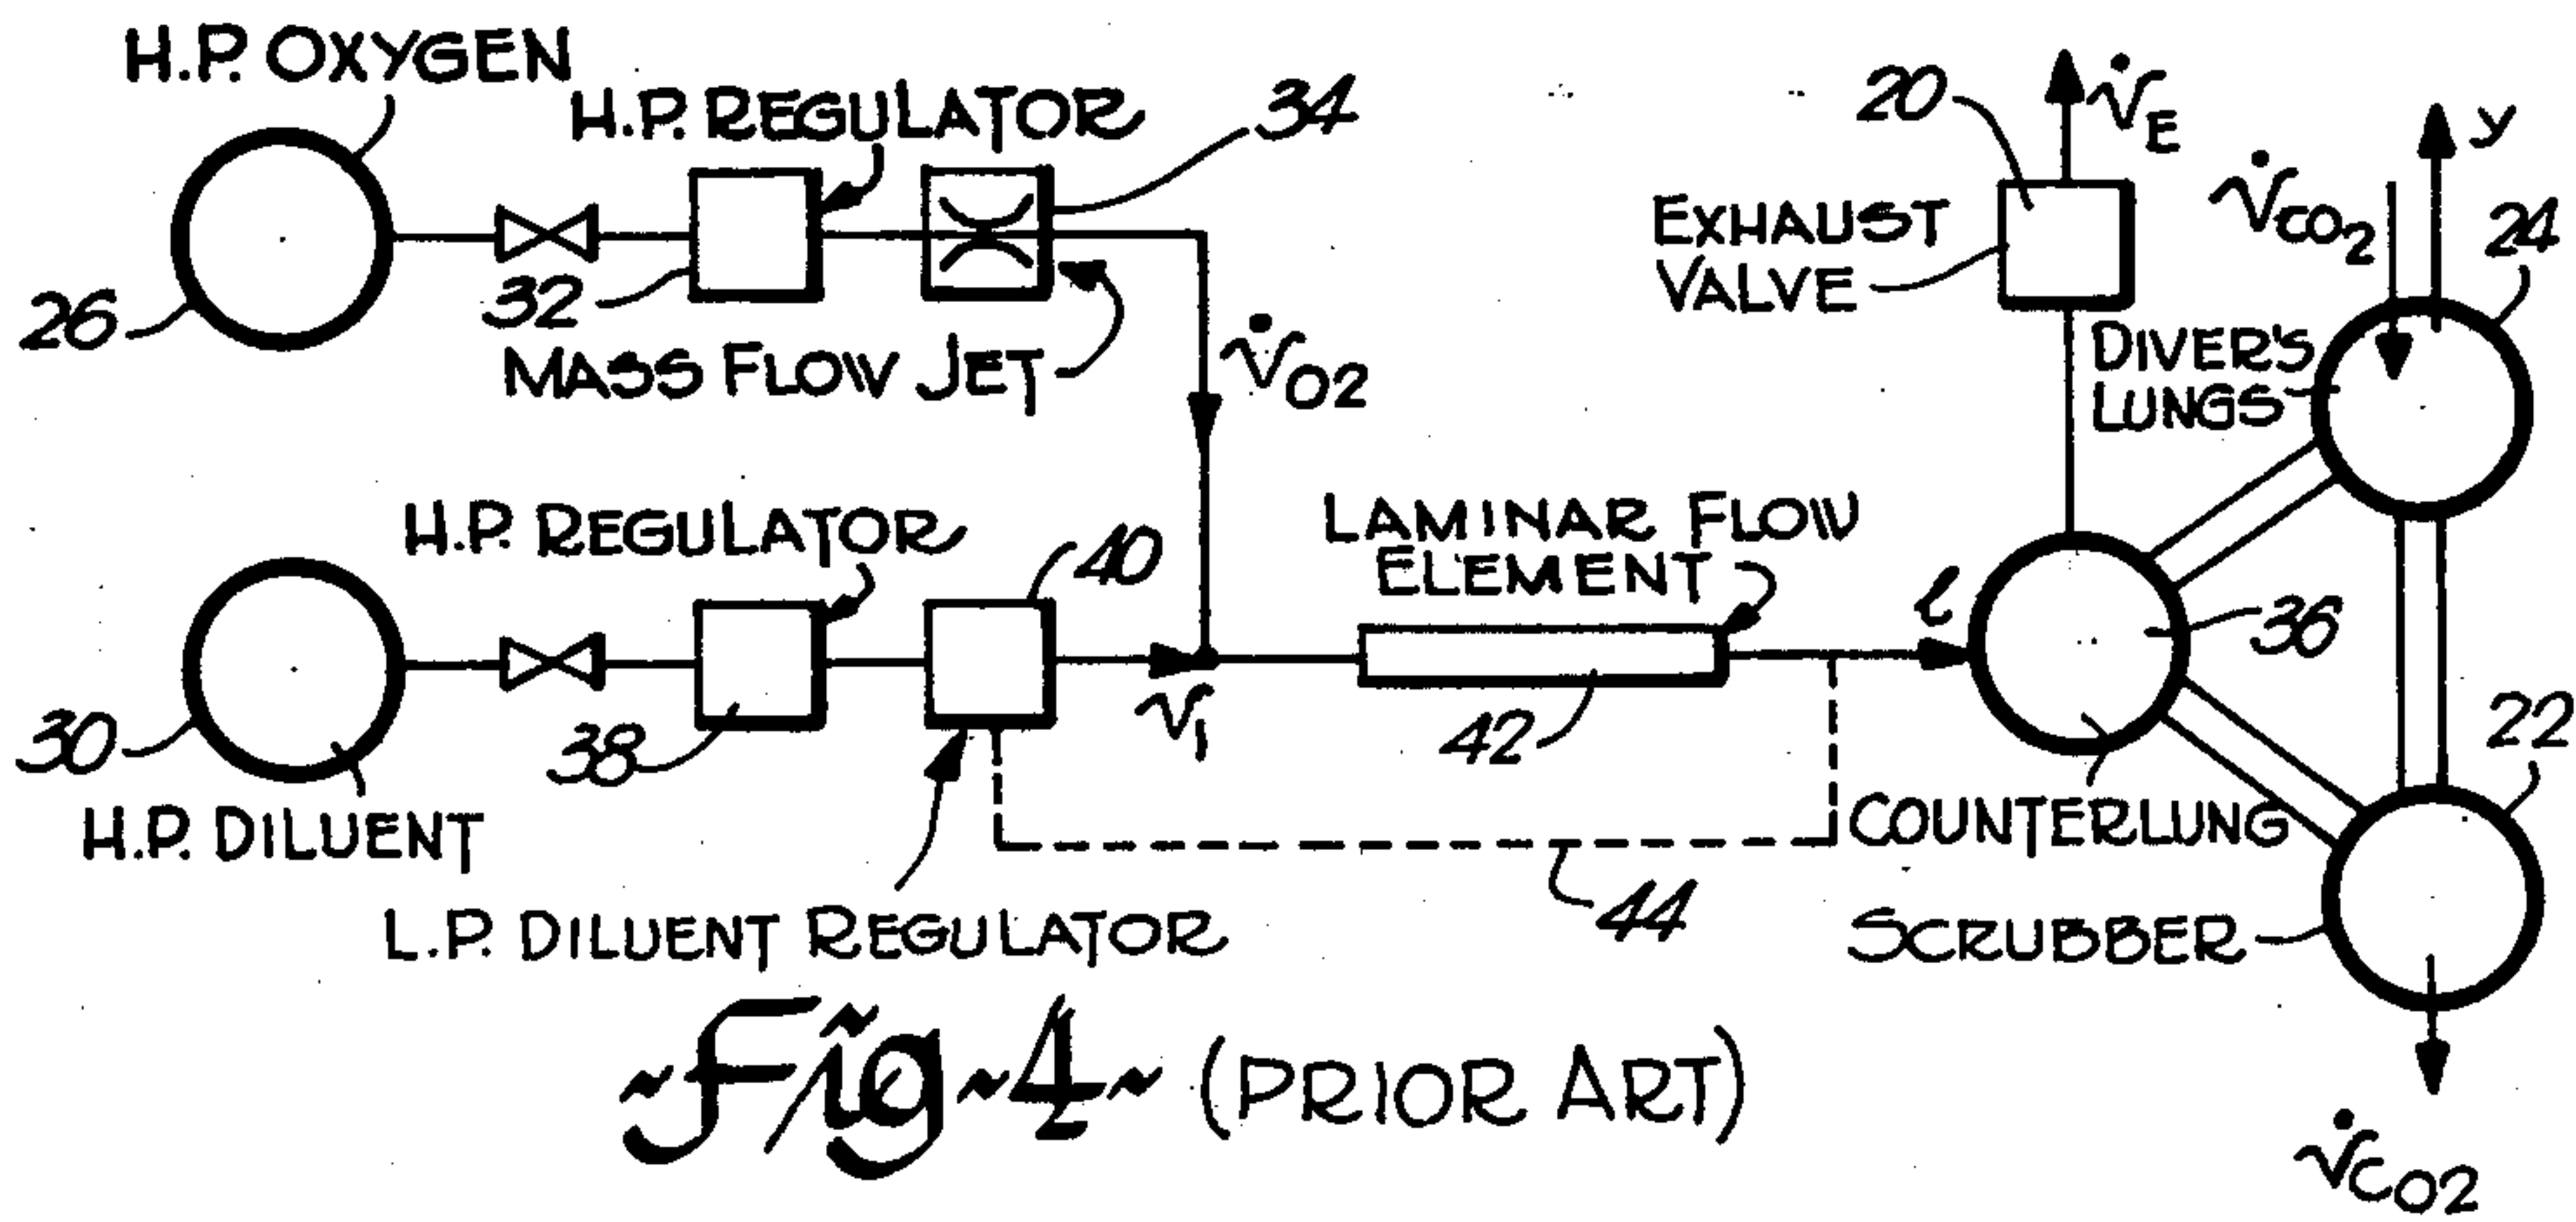 H.P. OXYGEN
H.P. REGULATOR
34
20
V̇E
y
V̇CO2
24
EXHAUST
VALVE
26
32
MASS FLOW JET
V̇O2
DIVER'S
LUNGS
H.P. REGULATOR
40
LAMINAR FLOW
ELEMENT
l
36
30
38
V1
42
22
H.P. DILUENT
COUNTERLUNG
L.P. DILUENT REGULATOR
44
SCRUBBER
~Fig~4~ (PRIOR ART)
V̇CO2